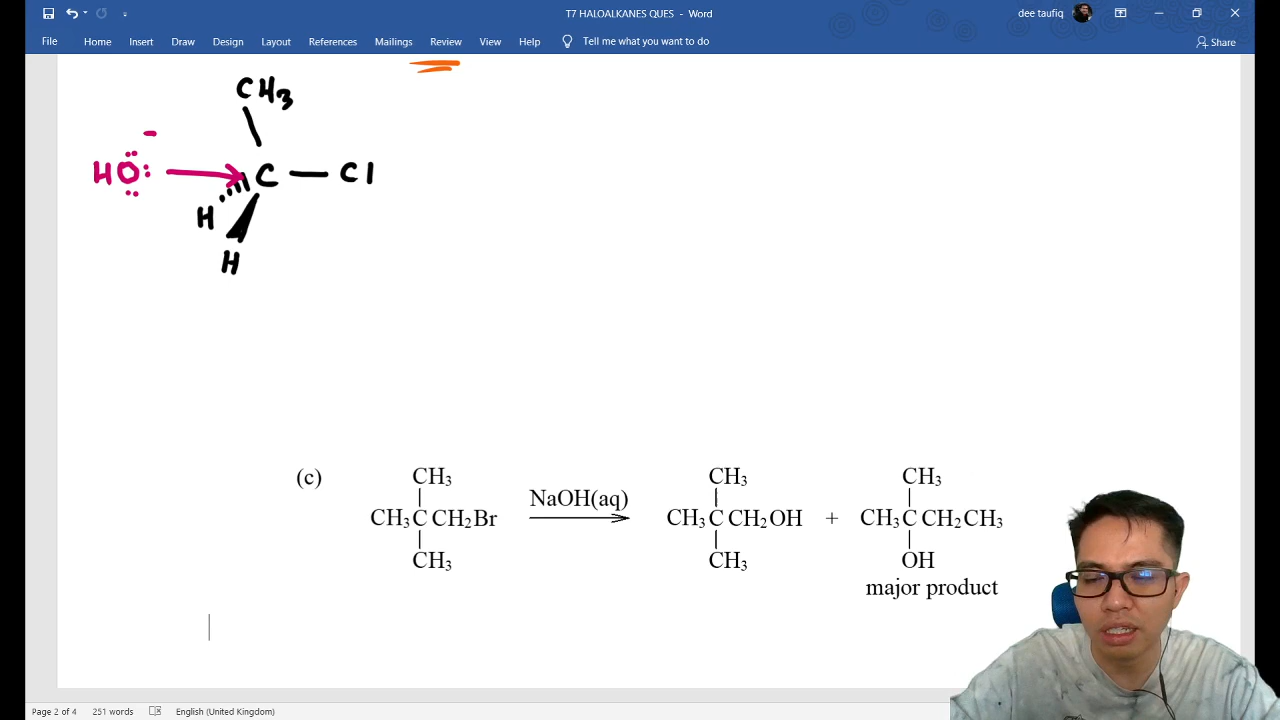 T7 HALOALKANES QUES - Word
dee taufiq
File Home Insert Draw Design Layout References Mailings Review View Help Tell me what you want to do
Share
CH3
HO:⁻ C — Cl
H
H
(c) CH₃ CH₃ CH₃
NaOH(aq)
CH₃C CH₂Br CH₃C CH₂OH + CH₃C CH₂CH₃
CH₃ CH₃ OH
major product
Page 2 of 4 251 words English (United Kingdom)